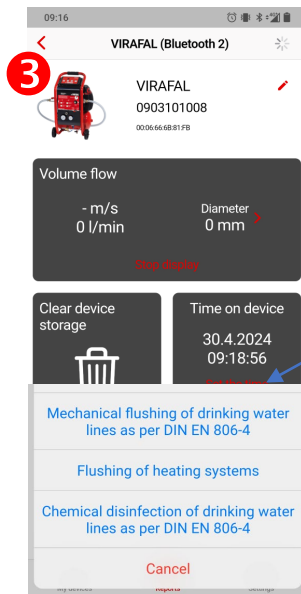 09:16
VIRAFAL (Bluetooth 2)
3
VIRAFAL
0903101008
00:06:66:6B:81:FB
Volume flow
- m/s
0 l/min
Diameter
0 mm
Stop display
Clear device
storage
Time on device
30.4.2024
09:18:56
Mechanical flushing of drinking water
lines as per DIN EN 806-4
Flushing of heating systems
Chemical disinfection of drinking water
lines as per DIN EN 806-4
Cancel
My devices
Reports
Settings